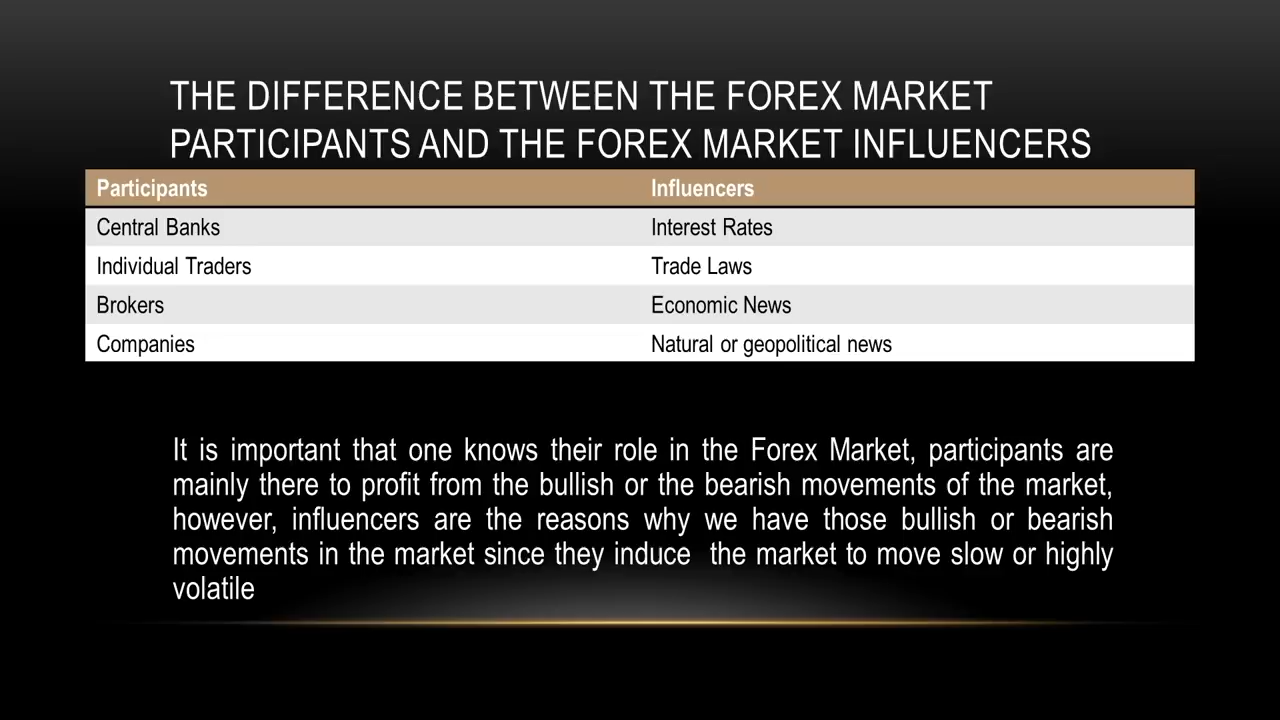 THE DIFFERENCE BETWEEN THE FOREX MARKET
PARTICIPANTS AND THE FOREX MARKET INFLUENCERS
Participants Influencers
Central Banks Interest Rates
Individual Traders Trade Laws
Brokers Economic News
Companies Natural or geopolitical news
It is important that one knows their role in the Forex Market, participants are
mainly there to profit from the bullish or the bearish movements of the market,
however, influencers are the reasons why we have those bullish or bearish
movements in the market since they induce  the market to move slow or highly
volatile